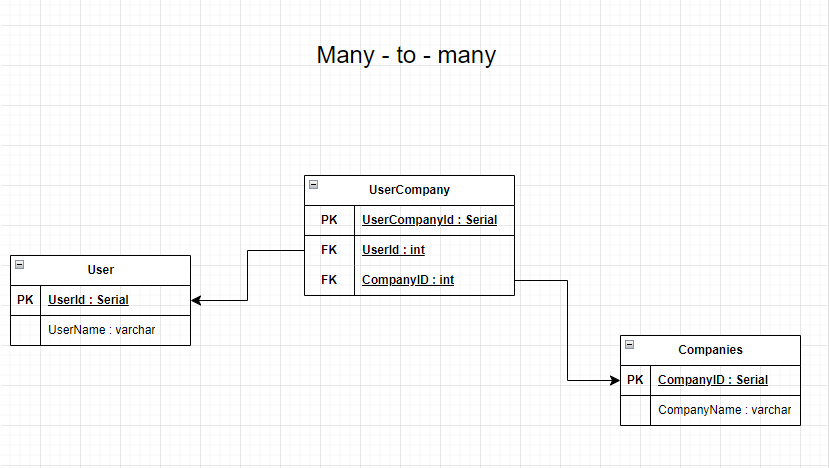 Many - to - many
UserCompany
PK UserCompanyId : Serial
FK UserId : int
FK CompanyID : int
User
PK UserId : Serial
UserName : varchar
Companies
PK CompanyID : Serial
CompanyName : varchar